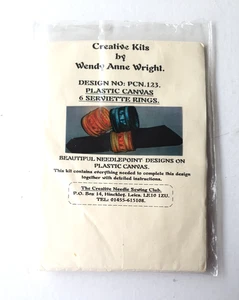 Creative Kits
by
Wendy Anne Wright.
DESIGN NO: PCN.123.
PLASTIC CANVAS
6 SERVIETTE RINGS.
BEAUTIFUL NEEDLEPOINT DESIGNS ON
PLASTIC CANVAS.
This kit contains everything needed to complete this design
together with detailed instructions.
The Creative Needle Sewing Club.
P.O. Box 14, Hinckley, Leics, LE10 1ZU.
TEL: 01455-615108.